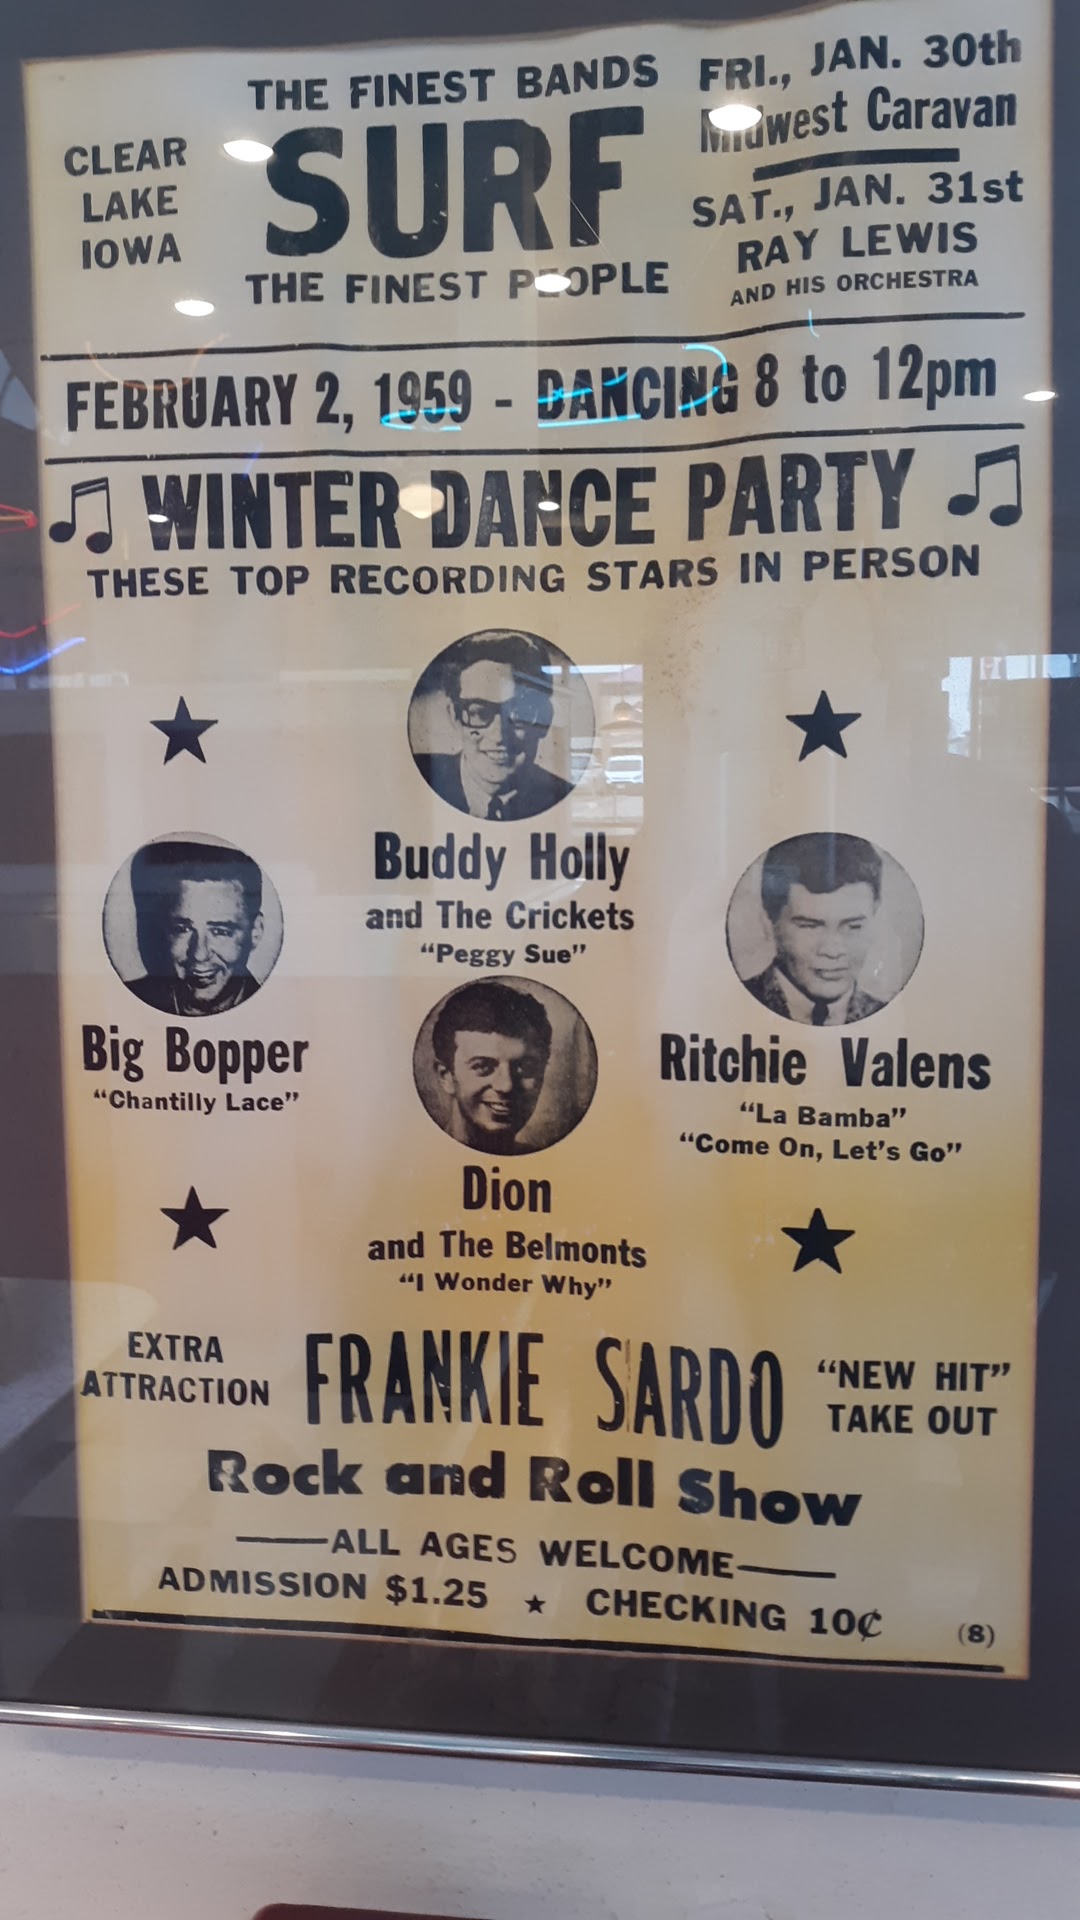 THE FINEST BANDS
CLEAR
LAKE
IOWA
SURF
THE FINEST PEOPLE
FRI., JAN. 30th
Midwest Caravan
SAT., JAN. 31st
RAY LEWIS
AND HIS ORCHESTRA
FEBRUARY 2, 1959 - DANCING 8 to 12pm
WINTER DANCE PARTY
THESE TOP RECORDING STARS IN PERSON
Buddy Holly
and The Crickets
“Peggy Sue”
Big Bopper
“Chantilly Lace”
Ritchie Valens
“La Bamba”
“Come On, Let's Go”
Dion
and The Belmonts
“I Wonder Why”
EXTRA
ATTRACTION
FRANKIE SARDO
“NEW HIT”
TAKE OUT
Rock and Roll Show
ALL AGES WELCOME
ADMISSION $1.25 ★ CHECKING 10¢
(8)